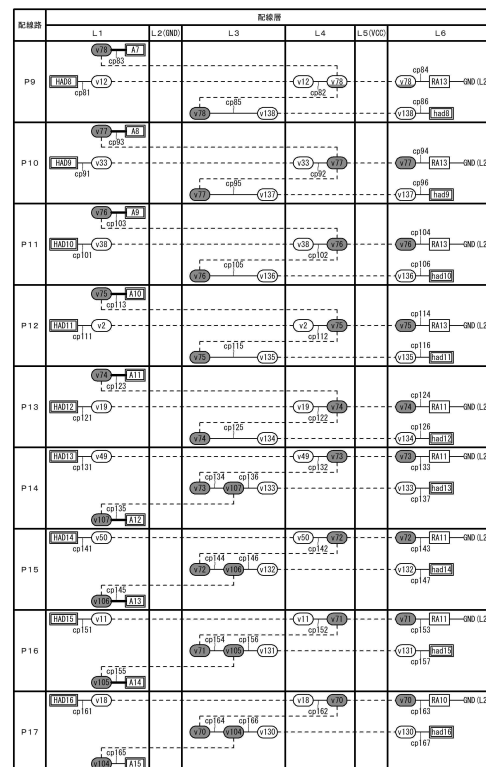 配線路 配線層
L1 L2(GND) L3 L4 L5(VCC) L6
v78 A7
cp83 cp84
P9 HAD8 v12 v12 v78 v78 RA13 GND(L2
cp81 cp82
cp85 cp86
v78 v138 v138 had8
v77 A8
cp93 cp94
P10 HAD9 v33 v33 v77 v77 RA13 GND(L2
cp91 cp92
cp95 cp96
v77 v137 v137 had9
v76 A9
cp103 cp104
P11 HAD10 v38 v38 v76 v76 RA13 GND(L2
cp101 cp102
cp105 cp106
v76 v136 v136 had10
v75 A10
cp113 cp114
P12 HAD11 v2 v2 v75 v75 RA13 GND(L2
cp111 cp112
cp115 cp116
v75 v135 v135 had11
v74 A11
cp123 cp124
P13 HAD12 v19 v19 v74 v74 RA11 GND(L2
cp121 cp122
cp125 cp126
v74 v134 v134 had12
HAD13 v49 v49 v73 v73 RA11 GND(L2
cp131 cp132 cp133
cp134 cp136
P14 v73 v107 v133 v133 had13
cp135 cp137
v107 A12
HAD14 v50 v50 v72 v72 RA11 GND(L2
cp141 cp142 cp143
cp144 cp146
P15 v72 v106 v132 v132 had14
cp145 cp147
v106 A13
HAD15 v11 v11 v71 v71 RA11 GND(L2
cp151 cp152 cp153
cp154 cp156
P16 v71 v105 v131 v131 had15
cp155 cp157
v105 A14
HAD16 v18 v18 v70 v70 RA10 GND(L2
cp161 cp162 cp163
cp164 cp166
P17 v70 v104 v130 v130 had16
cp165 cp167
v104 A15